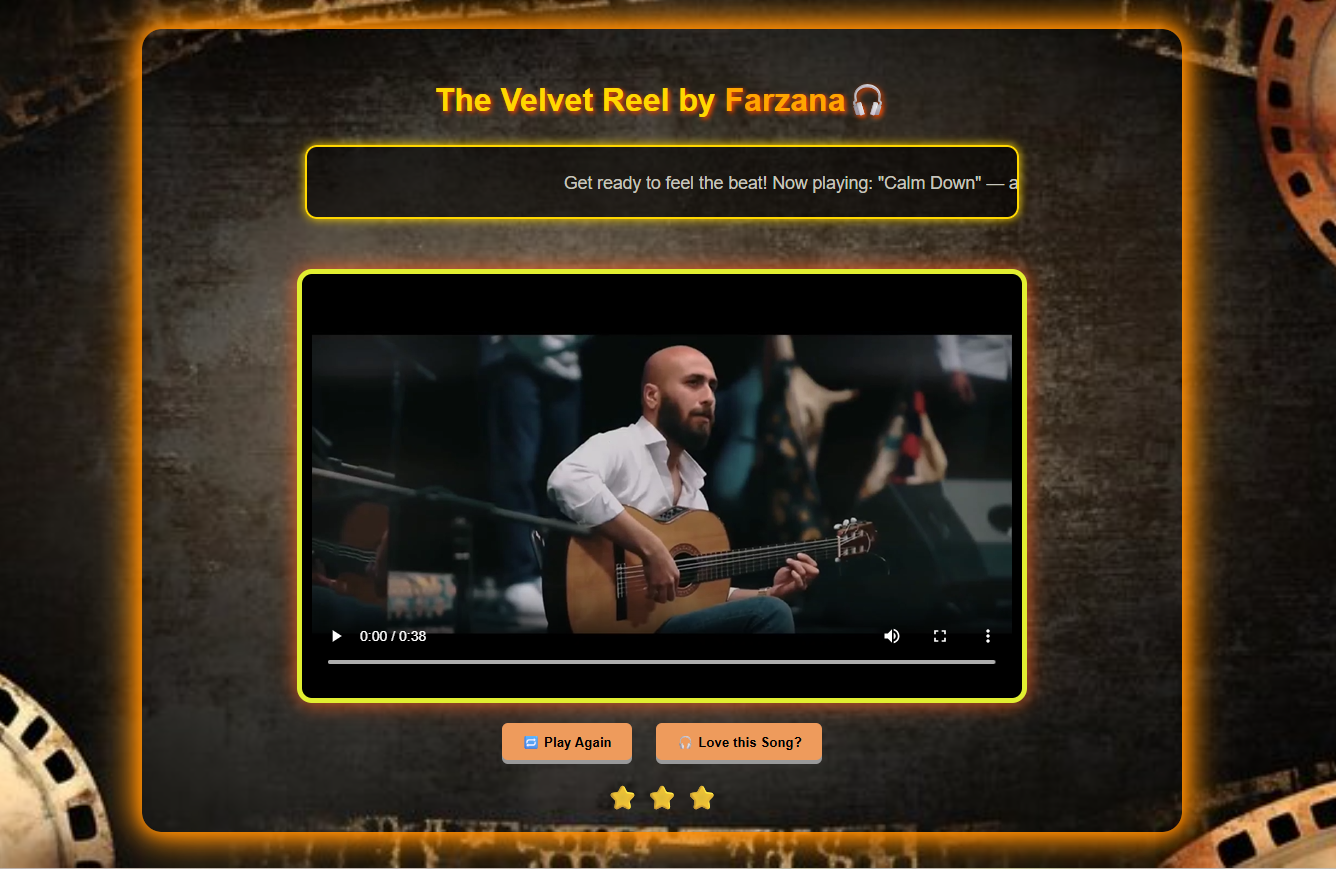 The Velvet Reel by Farzana
Get ready to feel the beat! Now playing: "Calm Down" — a
0:00 / 0:38
Play Again
Love this Song?